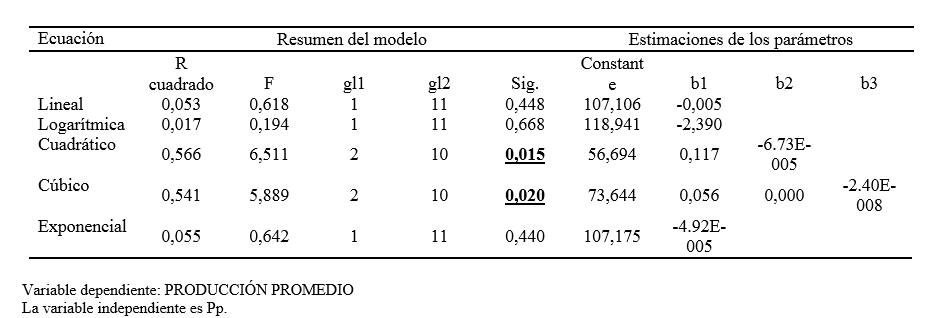 Ecuación Resumen del modelo Estimaciones de los parámetros
R cuadrado F gl1 gl2 Sig. Constante b1 b2 b3
Lineal 0,053 0,618 1 11 0,448 107,106 -0,005
Logarítmica 0,017 0,194 1 11 0,668 118,941 -2,390
Cuadrático 0,566 6,511 2 10 0,015 56,694 0,117 -6.73E-005
Cúbico 0,541 5,889 2 10 0,020 73,644 0,056 0,000 -2.40E-008
Exponencial 0,055 0,642 1 11 0,440 107,175 -4.92E-005
Variable dependiente: PRODUCCIÓN PROMEDIO
La variable independiente es Pp.